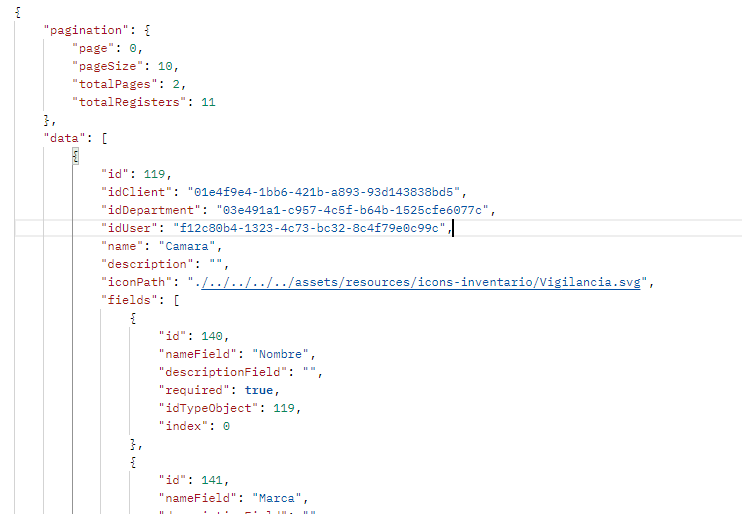 {
"pagination": {
"page": 0,
"pageSize": 10,
"totalPages": 2,
"totalRegisters": 11
},
"data": [
{
"id": 119,
"idClient": "01e4f9e4-1bb6-421b-a893-93d143838bd5",
"idDepartment": "03e491a1-c957-4c5f-b64b-1525cfe6077c",
"idUser": "f12c80b4-1323-4c73-bc32-8c4f79e0c99c",
"name": "Camara",
"description": "",
"iconPath": "./../../../../assets/resources/icons-inventario/Vigilancia.svg",
"fields": [
{
"id": 140,
"nameField": "Nombre",
"descriptionField": "",
"required": true,
"idTypeObject": 119,
"index": 0
},
{
"id": 141,
"nameField": "Marca",